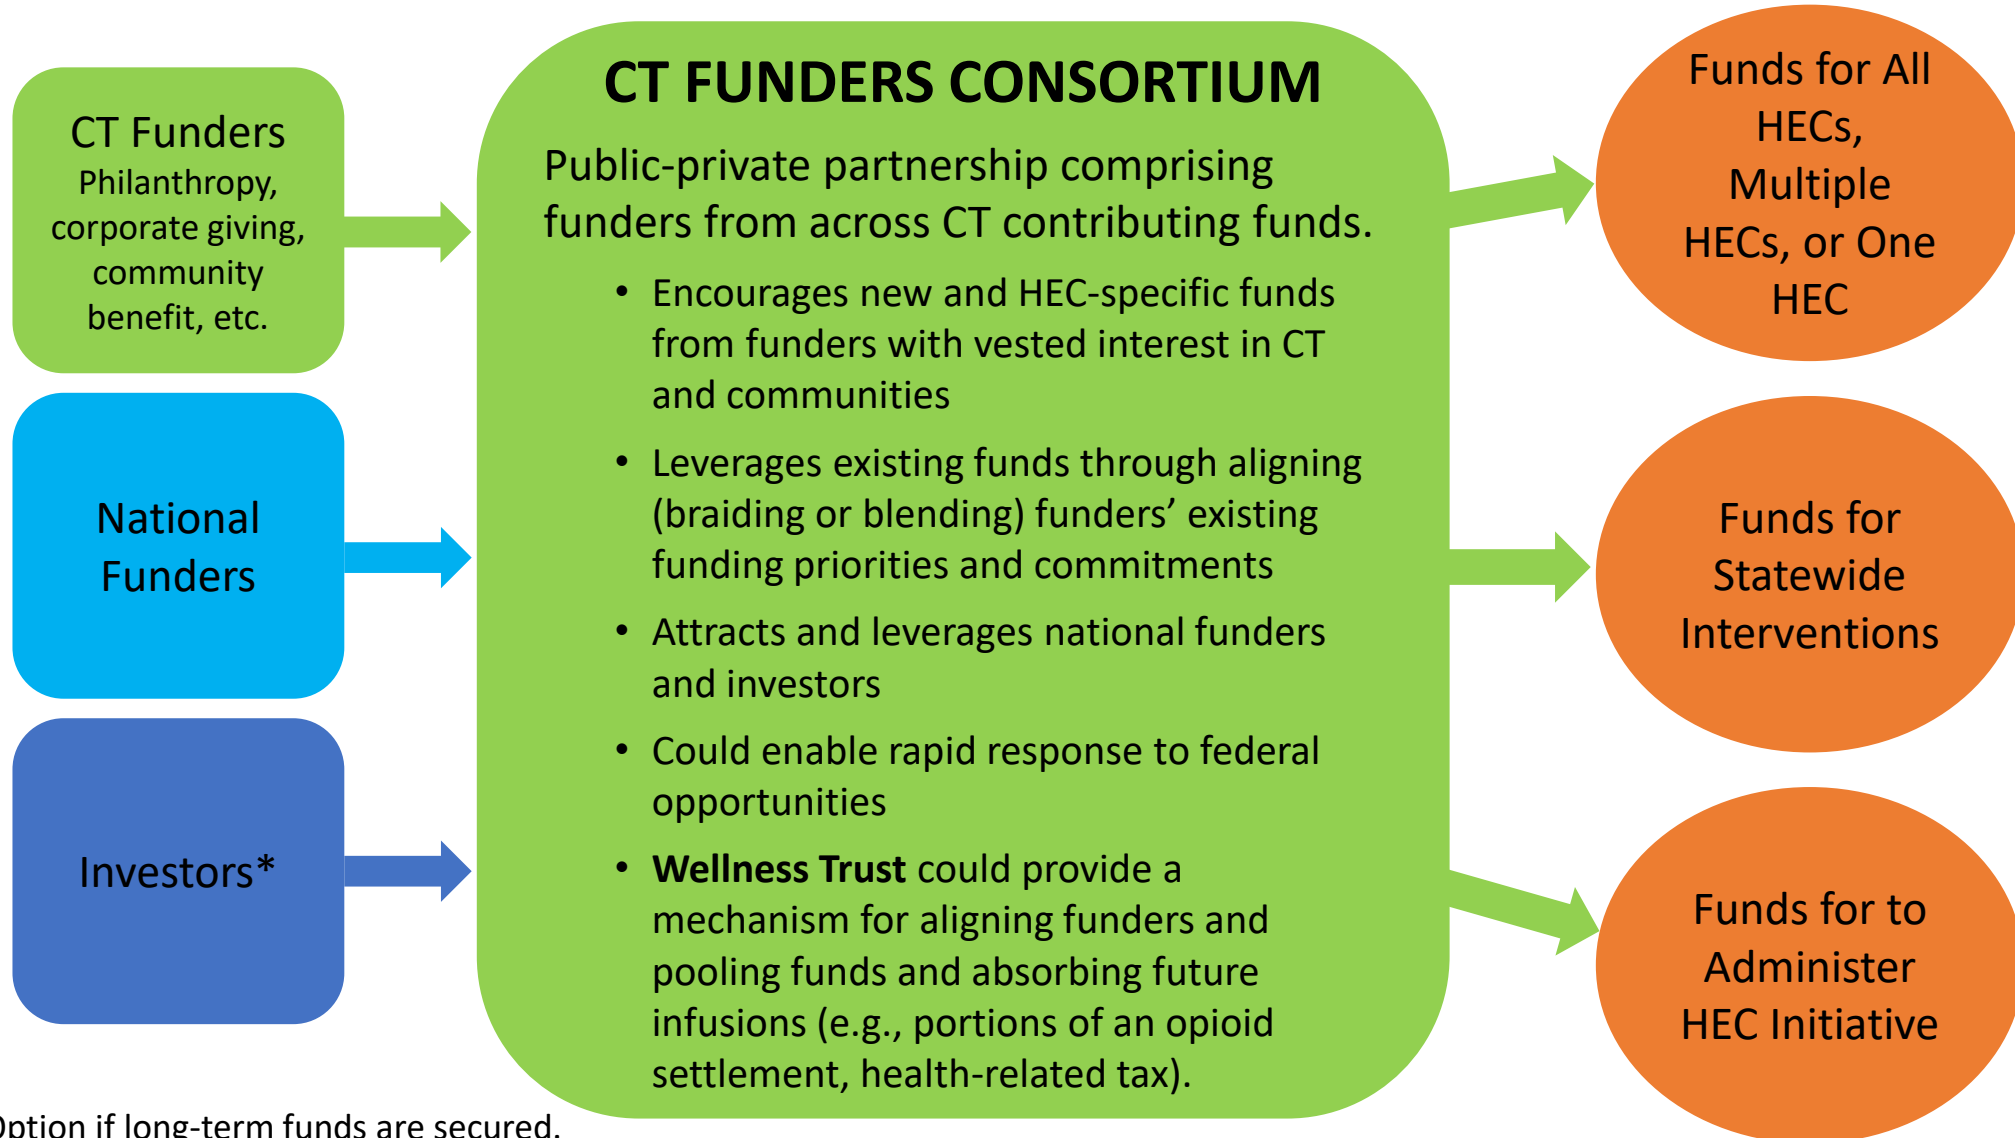 CT Funders
Philanthropy,
corporate giving,
community
benefit, etc.
National
Funders
Investors*
CT FUNDERS CONSORTIUM
Public-private partnership comprising
funders from across CT contributing funds.
• Encourages new and HEC-specific funds
from funders with vested interest in CT
and communities
• Leverages existing funds through aligning
(braiding or blending) funders’ existing
funding priorities and commitments
• Attracts and leverages national funders
and investors
• Could enable rapid response to federal
opportunities
• Wellness Trust could provide a
mechanism for aligning funders and
pooling funds and absorbing future
infusions (e.g., portions of an opioid
settlement, health-related tax).
Funds for All
HECs,
Multiple
HECs, or One
HEC
Funds for
Statewide
Interventions
Funds for to
Administer
HEC Initiative
Option if long-term funds are secured.